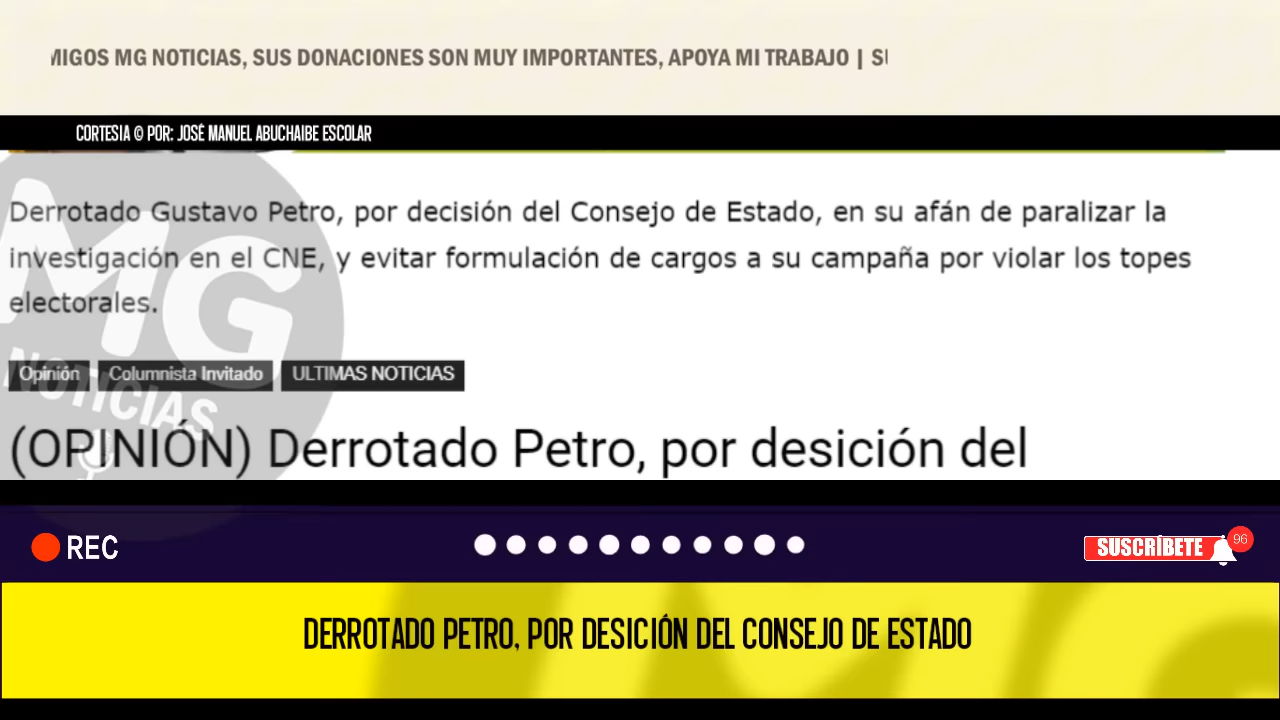 MIGOS MG NOTICIAS, SUS DONACIONES SON MUY IMPORTANTES, APOYA MI TRABAJO |
CORTESIA © POR: JOSÉ MANUEL ABUCHAIBE ESCOLAR
Derrotado Gustavo Petro, por decisión del Consejo de Estado, en su afán de paralizar la
investigación en el CNE, y evitar formulación de cargos a su campaña por violar los topes
electorales.
MG
NOTICIAS
Opinión Columnista Invitado ULTIMAS NOTICIAS
(OPINIÓN) Derrotado Petro, por desición del
REC
SUSCRÍBETE 96
DERROTADO PETRO, POR DESICIÓN DEL CONSEJO DE ESTADO